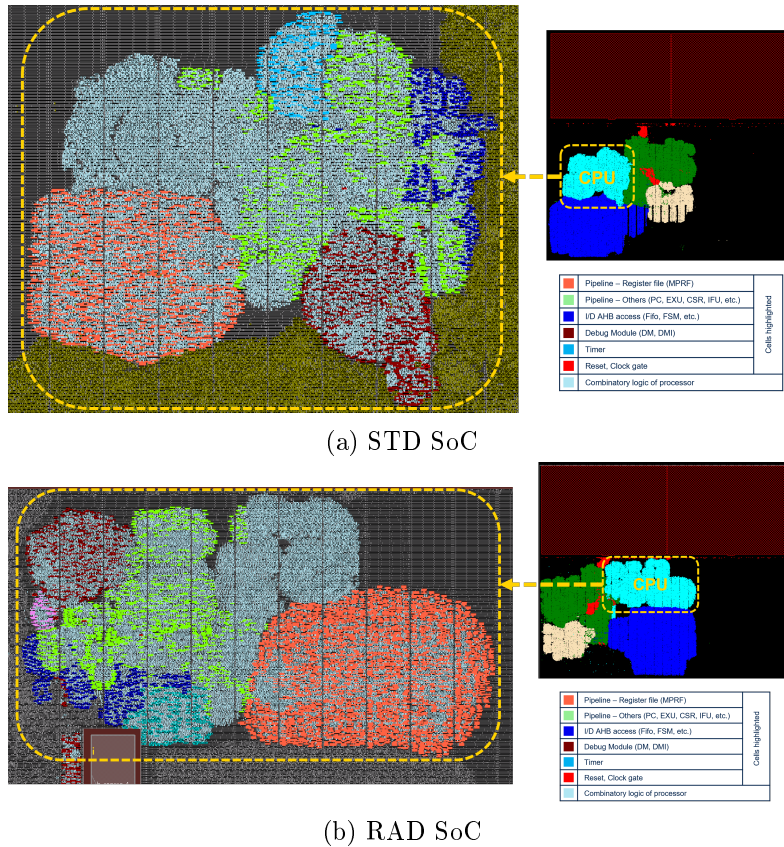 CPU
Pipeline – Register file (MPRF)
Pipeline – Others (PC, EXU, CSR, IFU, etc.)
I/D AHB access (Fifo, FSM, etc.)
Debug Module (DM, DMI)
Timer
Reset, Clock gate
Combinatory logic of processor
Cells highlighted
(a) STD SoC
CPU
Pipeline – Register file (MPRF)
Pipeline – Others (PC, EXU, CSR, IFU, etc.)
I/D AHB access (Fifo, FSM, etc.)
Debug Module (DM, DMI)
Timer
Reset, Clock gate
Combinatory logic of processor
Cells highlighted
(b) RAD SoC